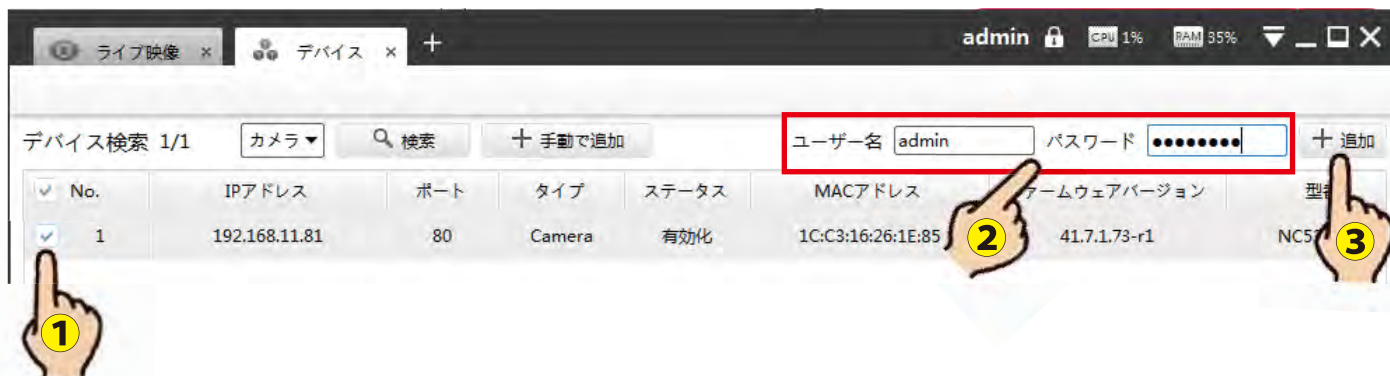 ライブ映像 × デバイス × + admin CPU 1% RAM 35%
デバイス検索 1/1 カメラ▼ 検索 + 手動で追加 ユーザー名 admin パスワード ●●●●●●●● + 追加
No. IPアドレス ポート タイプ ステータス MACアドレス ァームウェアバージョン 型
1 192.168.11.81 80 Camera 有効化 1C:C3:16:26:1E:85 41.7.1.73-r1
① ② ③